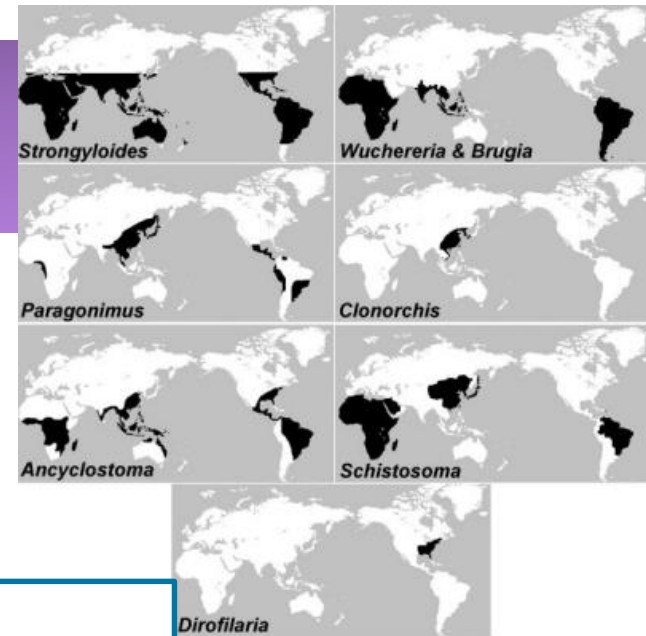 Strongyloides
Wuchereria & Brugia
Paragonimus
Clonorchis
Ancyclostoma
Schistosoma
Dirofilaria